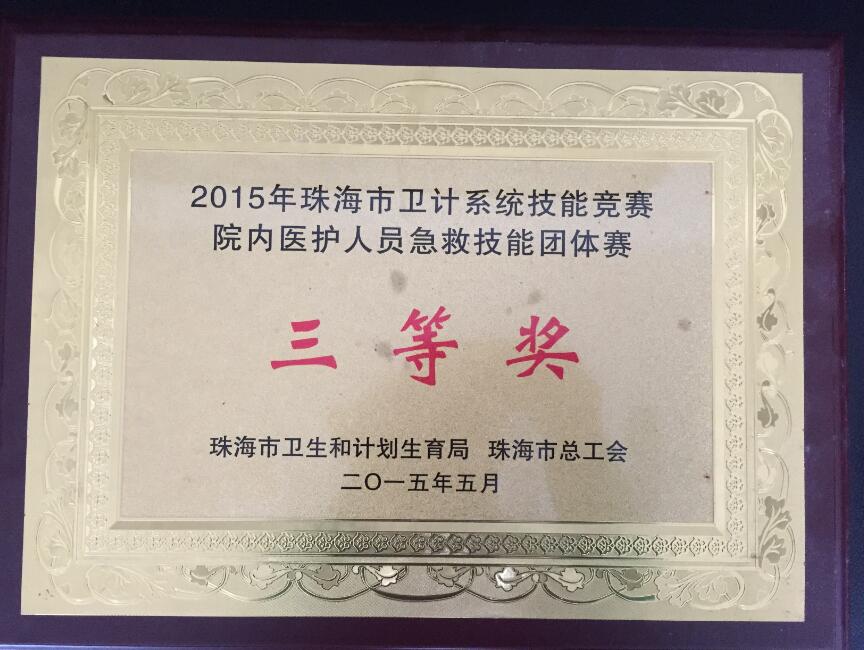 2015年珠海市卫计系统技能竞赛
院内医护人员急救技能团体赛
三等奖
珠海市卫生和计划生育局 珠海市总工会
二〇一五年五月